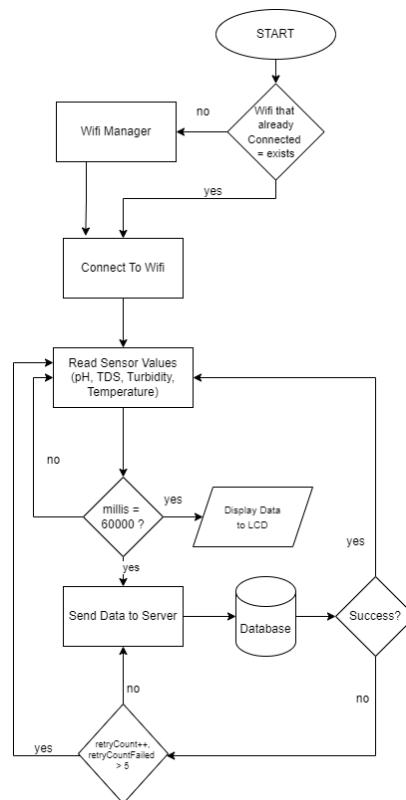 START
Wifi that
already
Connected
= exists
no
Wifi Manager
yes
Connect To Wifi
Read Sensor Values
(pH, TDS, Turbidity,
Temperature)
no
millis =
60000 ?
yes
Display Data
to LCD
yes
yes
Send Data to Server
Database
Success?
no
no
retryCount++,
retryCountFailed
> 5
yes